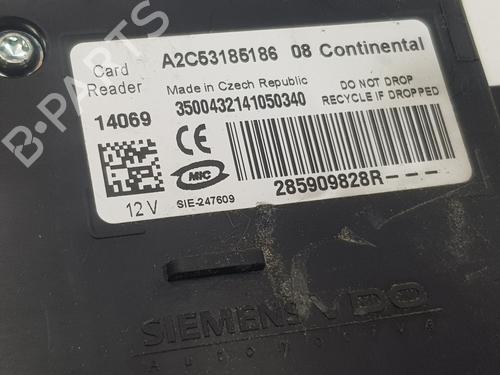 A2C53185186 08 Continental
Card Reader
Made in Czech Republic
DO NOT DROP
RECYCLE IF DROPPED
14069
3500432141050340
CE
MIC
285909828R---
12 V
SIE-247609
SIEMENS VDO
AUTOMOTIVE
B-PARTS